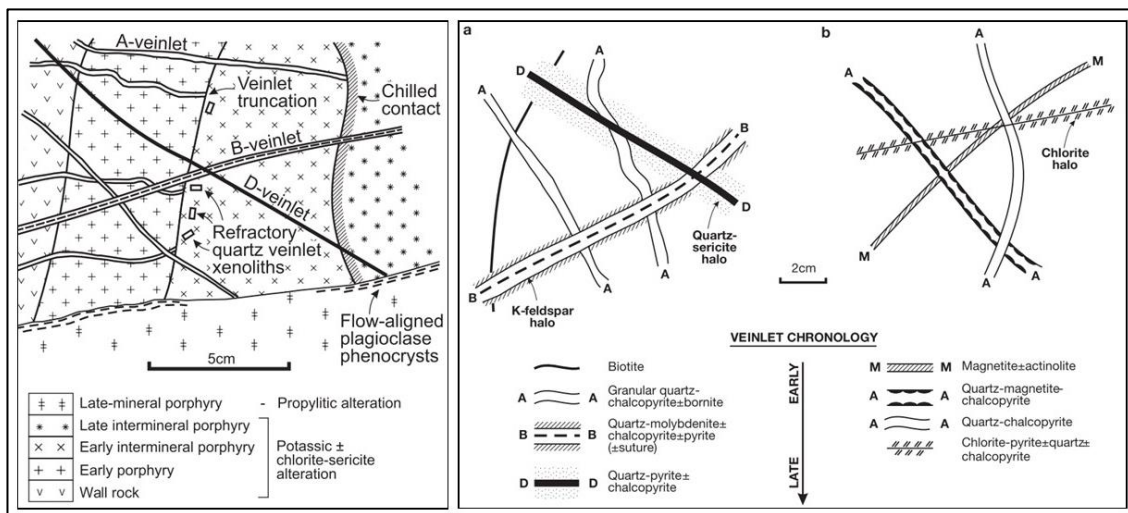 A-veinlet
Veinlet
truncation
Chilled
contact
B-veinlet
D-veinlet
Refractory
quartz veinlet
xenoliths
Flow-aligned
plagioclase
phenocrysts
5cm
Late-mineral porphyry - Propylitic alteration
Late intermineral porphyry
Early intermineral porphyry
Early porphyry
Wall rock
Potassic ±
chlorite-sericite
alteration
a
A
D
A
A
B
D
Quartz-
sericite
halo
A
A
B
K-feldspar
halo
b
A
A
M
Chlorite
halo
M
A
A
2cm
VEINLET CHRONOLOGY
Biotite
A A Granular quartz-
chalcopyrite±bornite
B B Quartz-molybdenite±
chalcopyrite±pyrite
(±suture)
D D Quartz-pyrite±
chalcopyrite
EARLY
LATE
M M Magnetite±actinolite
A A Quartz-magnetite-
chalcopyrite
A A Quartz-chalcopyrite
Chlorite-pyrite±quartz±
chalcopyrite